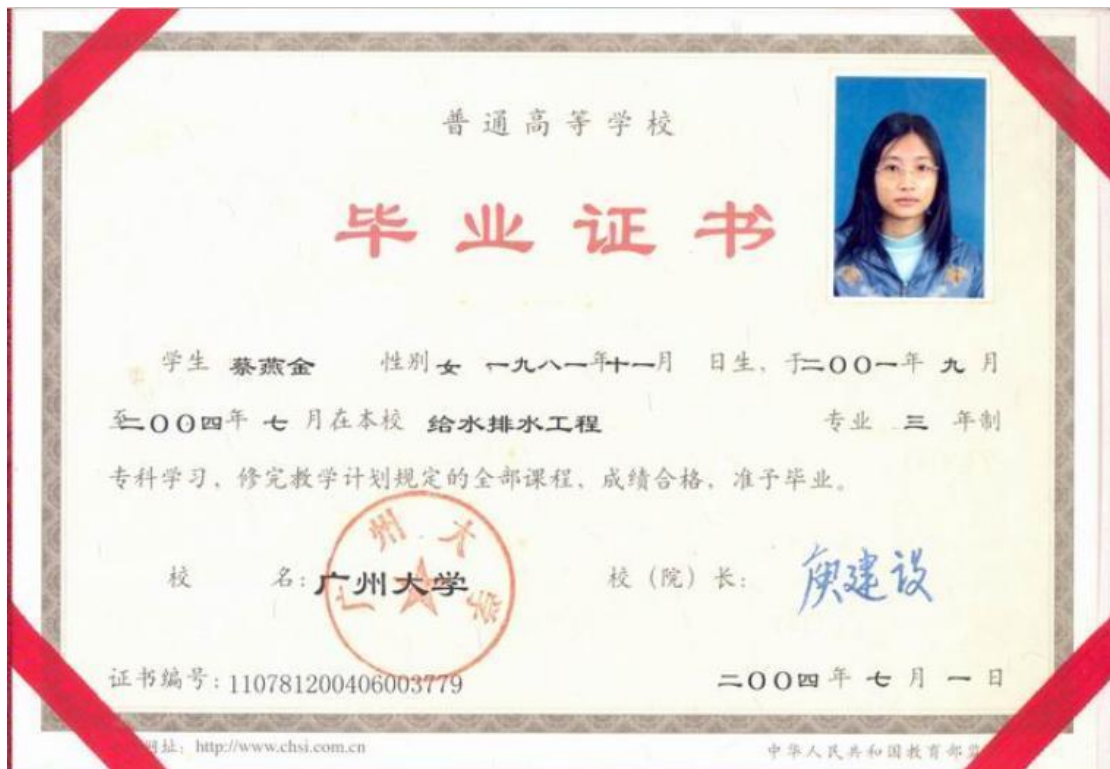 普通高等学校
毕业证书
学生 蔡燕金 性别 女 一九八一年十一月 日生，于二〇〇一年 九 月
至二〇〇四年 七 月在本校 给水排水工程 专业 三 年制
专科学习，修完教学计划规定的全部课程，成绩合格，准予毕业。
校 名：广州大学 校（院）长：庾建设
广州大学
证书编号：110781200406003779 二〇〇四年 七 月 一 日
网址：http://www.chsi.com.cn 中华人民共和国教育部